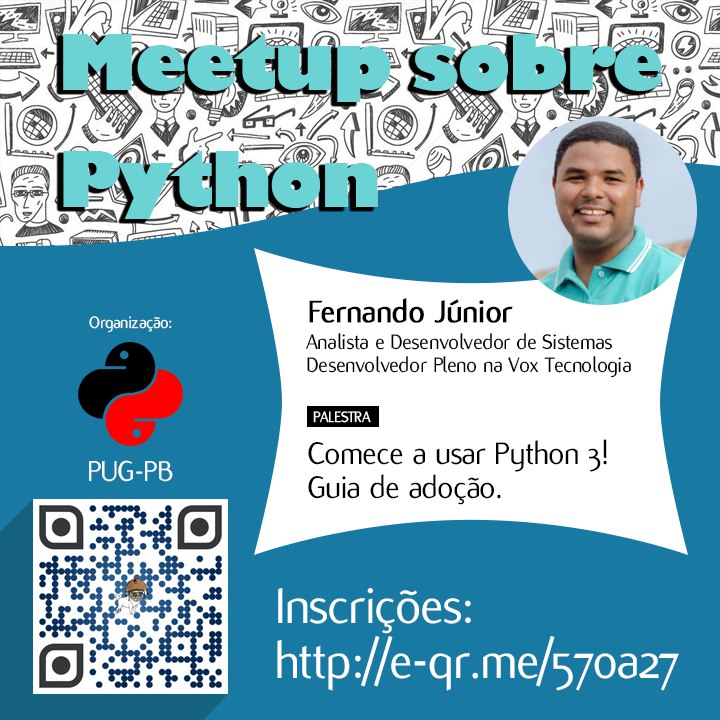 Meetup sobre
Python
Fernando Júnior
Analista e Desenvolvedor de Sistemas
Desenvolvedor Pleno na Vox Tecnologia
PALESTRA
Comece a usar Python 3!
Guia de adoção.
Organização:
PUG-PB
Inscrições:
http://e-qr.me/570a27